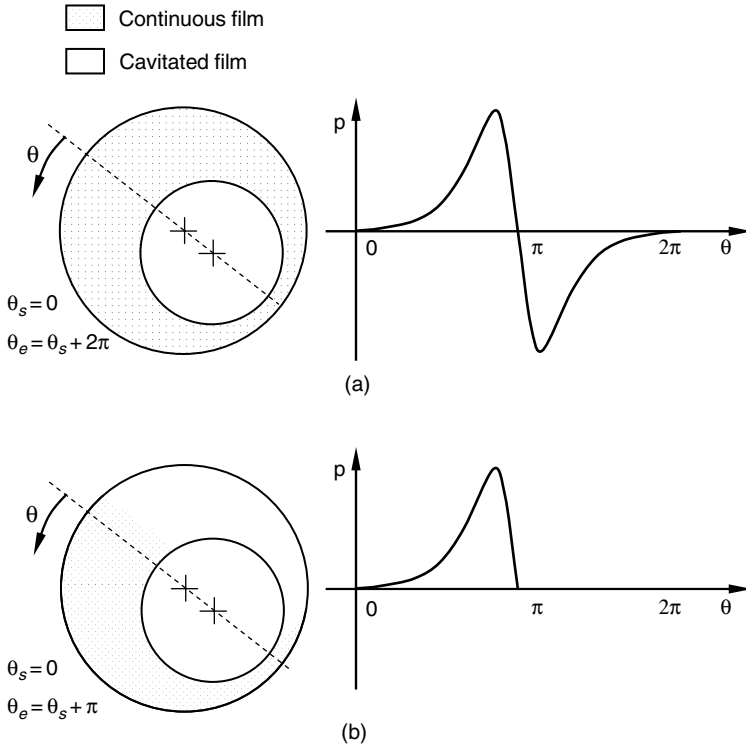 Continuous film
Cavitated film
θ
θs = 0
θe = θs + 2π
p
0
π
2π
θ
(a)
θ
θs = 0
θe = θs + π
p
0
π
2π
θ
(b)